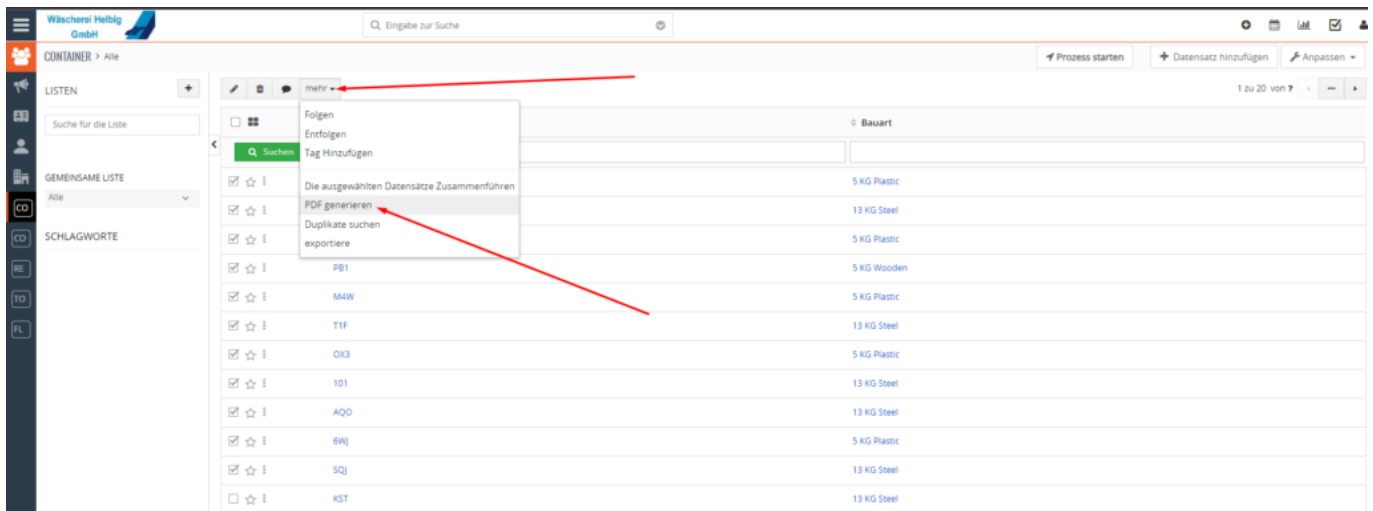 Wäscherei Helbig
GmbH
Eingabe zur Suche
CONTAINER > Alle
Prozess starten
Datensatz hinzufügen
Anpassen
LISTEN
mehr
1 zu 20 von ?
Suche für die Liste
Folgen
Entfolgen
Tag Hinzufügen
Die ausgewählten Datensätze Zusammenführen
PDF generieren
Duplikate suchen
exportiere
Bauart
Suchen
GEMEINSAME LISTE
Alle
SCHLAGWORTE
CO
CO
RE
TO
FL
5 KG Plastic
13 KG Steel
5 KG Plastic
PB1 5 KG Wooden
M4W 5 KG Plastic
T1F 13 KG Steel
OX3 5 KG Plastic
101 13 KG Steel
AQO 13 KG Steel
6WJ 5 KG Plastic
SQJ 13 KG Steel
KST 13 KG Steel